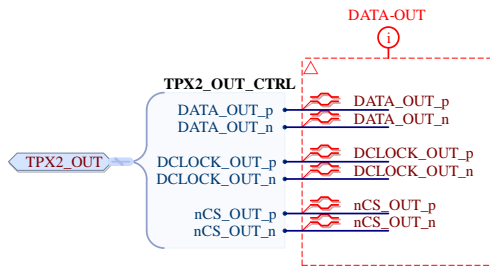 DATA-OUT
i
TPX2_OUT_CTRL
DATA_OUT_p DATA_OUT_p
DATA_OUT_n DATA_OUT_n
TPX2_OUT
DCLOCK_OUT_p DCLOCK_OUT_p
DCLOCK_OUT_n DCLOCK_OUT_n
nCS_OUT_p nCS_OUT_p
nCS_OUT_n nCS_OUT_n